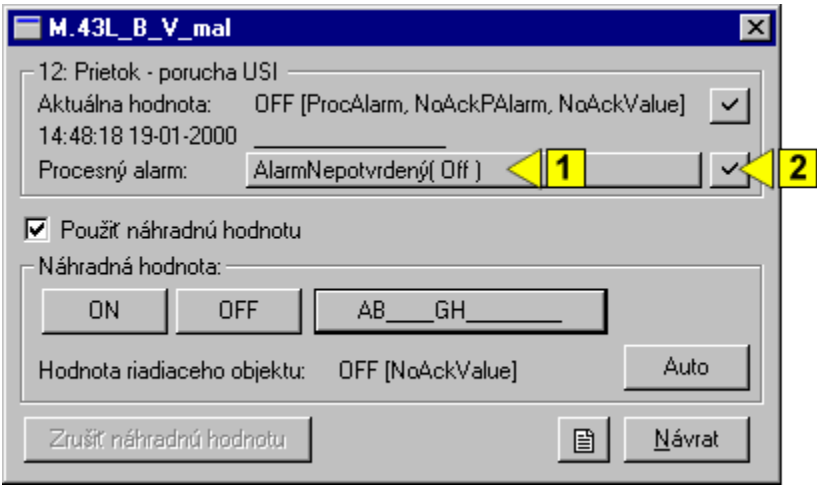 M.43L_B_V_mal
12: Prietok - porucha USI
Aktuálna hodnota: OFF [ProcAlarm, NoAckPAlarm, NoAckValue]
14:48:18 19-01-2000 ________________
Procesný alarm: AlarmNepotvrdený( Off ) 1 2
Použiť náhradnú hodnotu
Náhradná hodnota:
ON OFF AB____GH________
Hodnota riadiaceho objektu: OFF [NoAckValue] Auto
Zrušiť náhradnú hodnotu Návrat